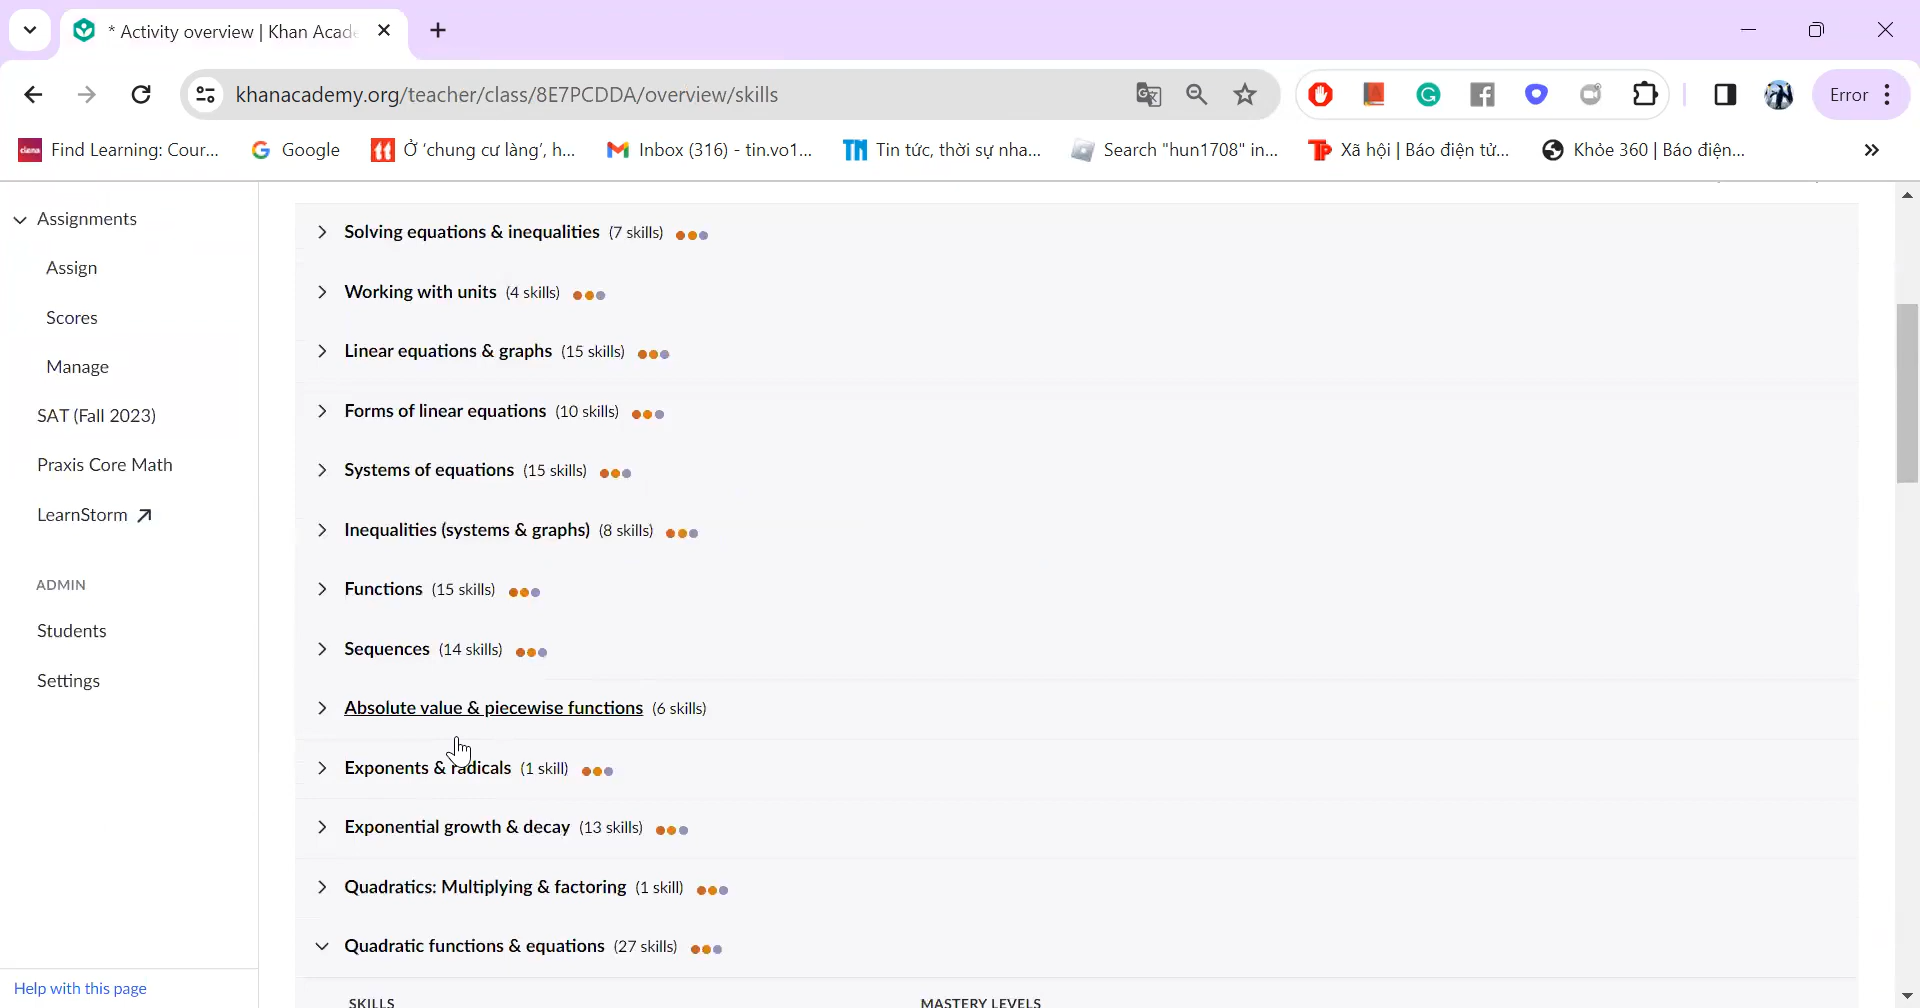 * Activity overview | Khan Acade
khanacademy.org/teacher/class/8E7PCDDA/overview/skills
Error
ciena Find Learning: Cour...
Google
Ở ‘chung cư làng’, h...
Inbox (316) - tin.vo1...
TN Tin tức, thời sự nha...
Search "hun1708" in...
TP Xã hội | Báo điện tử...
Khỏe 360 | Báo điện...
Assignments
Assign
Scores
Manage
SAT (Fall 2023)
Praxis Core Math
LearnStorm
ADMIN
Students
Settings
Help with this page
Solving equations & inequalities (7 skills)
Working with units (4 skills)
Linear equations & graphs (15 skills)
Forms of linear equations (10 skills)
Systems of equations (15 skills)
Inequalities (systems & graphs) (8 skills)
Functions (15 skills)
Sequences (14 skills)
Absolute value & piecewise functions (6 skills)
Exponents & radicals (1 skill)
Exponential growth & decay (13 skills)
Quadratics: Multiplying & factoring (1 skill)
Quadratic functions & equations (27 skills)
SKILLS
MASTERY LEVELS